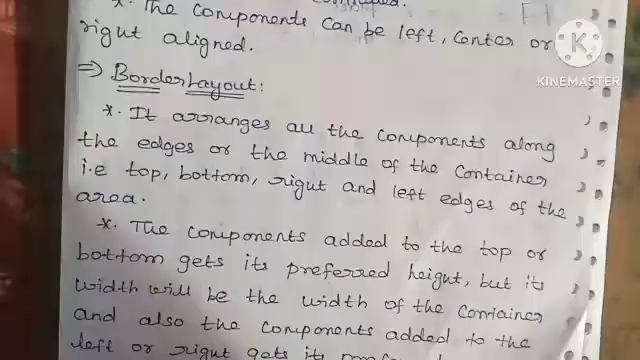 *. The components can be left, center or
right aligned.
⇒ BorderLayout:
*. It arranges all the components along
the edges or the middle of the container
i.e top, bottom, right and left edges of the
area.
*. The components added to the top or
bottom gets its preferred height, but its
width will be the width of the container
and also the components added to the
left or right gets its
KINEMASTER